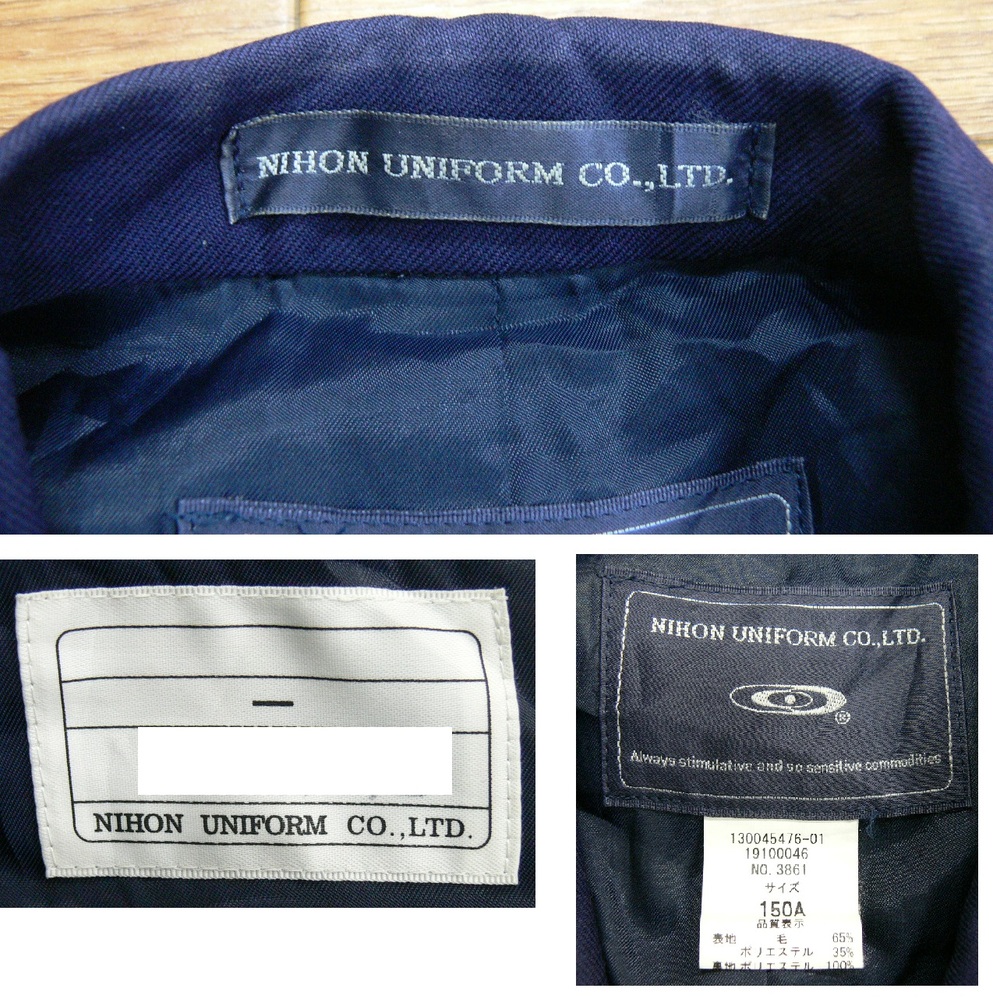 NIHON UNIFORM CO.,LTD.
NIHON UNIFORM CO.,LTD.
NIHON UNIFORM CO.,LTD.
®
Always stimulative and so sensitive commodities
130045476-01
19100046
NO. 3861
サイズ
150A
品質表示
表地 毛 65%
ポリエステル 35%
裏地 ポリエステル 100%